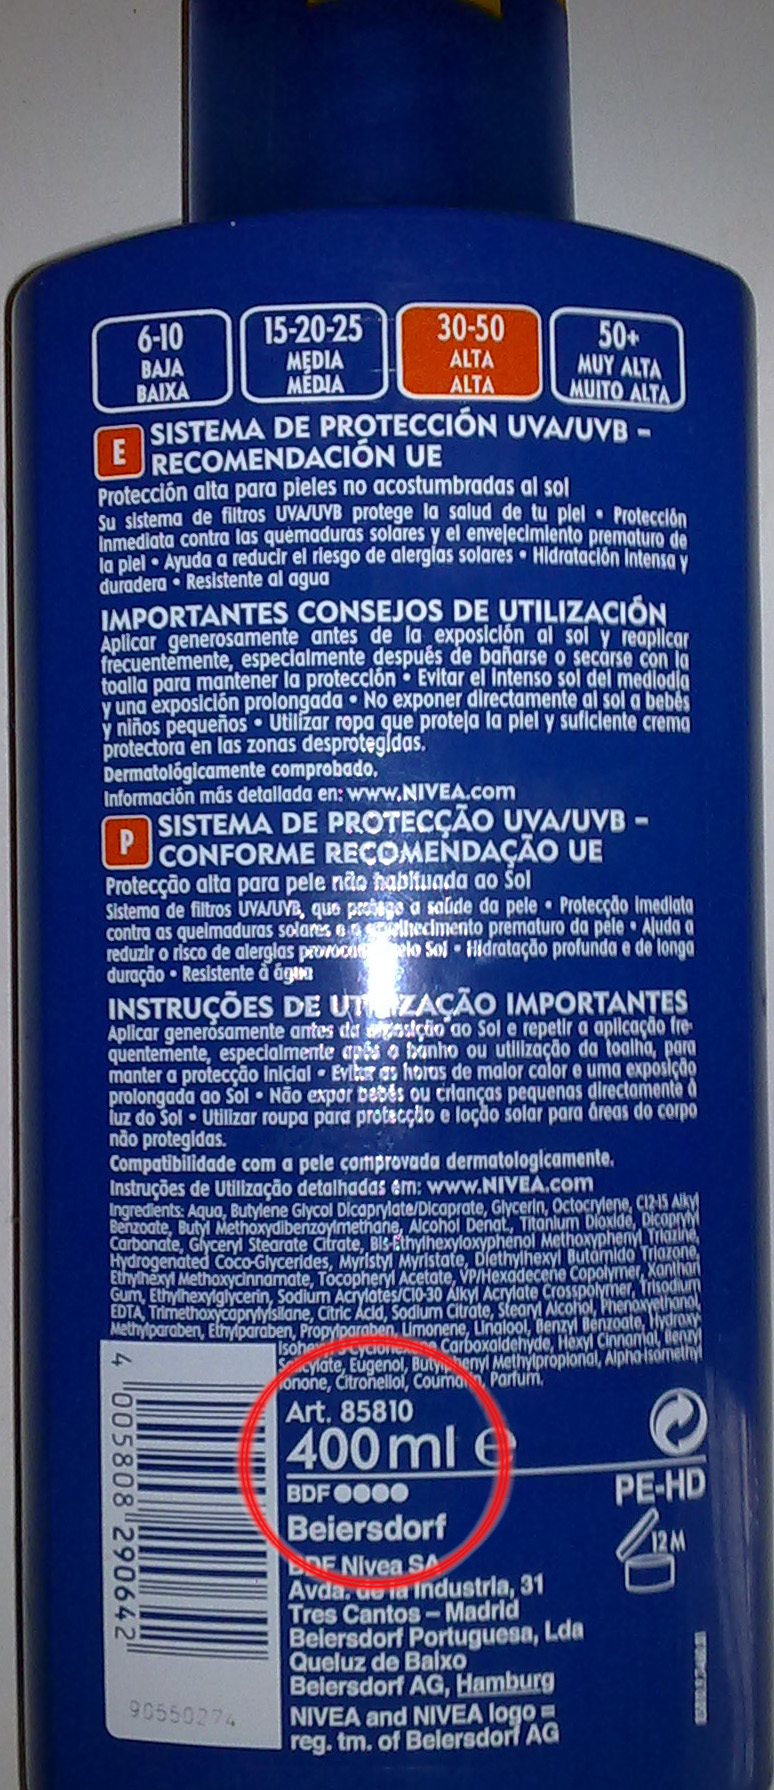 6-10
BAJA
BAIXA
15-20-25
MEDIA
MÉDIA
30-50
ALTA
ALTA
50+
MUY ALTA
MUITO ALTA
E
SISTEMA DE PROTECCIÓN UVA/UVB –
RECOMENDACIÓN UE
Protección alta para pieles no acostumbradas al sol
Su sistema de filtros UVA/UVB protege la salud de tu piel • Protección
inmediata contra las quemaduras solares y el envejecimiento prematuro de
la piel • Ayuda a reducir el riesgo de alergias solares • Hidratación intensa y
duradera • Resistente al agua
IMPORTANTES CONSEJOS DE UTILIZACIÓN
Aplicar generosamente antes de la exposición al sol y reaplicar
frecuentemente, especialmente después de bañarse o secarse con la
toalla para mantener la protección • Evitar el intenso sol del mediodía
y una exposición prolongada • No exponer directamente al sol a bebés
y niños pequeños • Utilizar ropa que proteja la piel y suficiente crema
protectora en las zonas desprotegidas.
Dermatológicamente comprobado.
Información más detallada en: www.NIVEA.com
P
SISTEMA DE PROTECÇÃO UVA/UVB –
CONFORME RECOMENDAÇÃO UE
Protecção alta para pele não habituada ao Sol
Sistema de filtros UVA/UVB, que protege a saúde da pele • Protecção imediata
contra as queimaduras solares e o envelhecimento prematuro da pele • Ajuda a
reduzir o risco de alergias pelo Sol • Hidratação profunda e de longa
duração • Resistente à água
INSTRUÇÕES DE UTILIZAÇÃO IMPORTANTES
Aplicar generosamente antes da exposição ao Sol e repetir a aplicação fre-
quentemente, especialmente após o banho ou utilização da toalha, para
manter a protecção inicial • Evitar as horas de maior calor e uma exposição
prolongada ao Sol • Não expor bebés ou crianças pequenas directamente à
luz do Sol • Utilizar roupa para protecção e loção solar para áreas do corpo
não protegidas.
Compatibilidade com a pele comprovada dermatologicamente.
Instruções de Utilização detalhadas em: www.NIVEA.com
Ingredients: Aqua, Butylene Glycol Dicaprylate/Dicaprate, Glycerin, Octocrylene, C12-15 Alkyl
Benzoate, Butyl Methoxydibenzoylmethane, Alcohol Denat., Titanium Dioxide, Dicaprylyl
Carbonate, Glyceryl Stearate Citrate, Bis-Ethylhexyloxyphenol Methoxyphenyl Triazine,
Hydrogenated Coco-Glycerides, Myristyl Myristate, Diethylhexyl Butamido Triazone,
Ethylhexyl Methoxycinnamate, Tocopheryl Acetate, VP/Hexadecene Copolymer, Xanthan
Gum, Ethylhexylglycerin, Sodium Acrylates/C10-30 Alkyl Acrylate Crosspolymer, Trisodium
EDTA, Trimethoxycaprylylsilane, Citric Acid, Sodium Citrate, Stearyl Alcohol, Phenoxyethanol,
Methylparaben, Ethylparaben, Propylparaben, Limonene, Linalool, Benzyl Benzoate, Hydroxy-
Carboxaldehyde, Hexyl Cinnamal, Benzyl
Salicylate, Eugenol, Butylphenyl Methylpropional, Alpha-Isomethyl
Ionone, Citronellol, Coumarin, Parfum.
Art. 85810
400 ml e
BDF ●●●●
Beiersdorf
BDF Nivea SA
Avda. de la Industria, 31
Tres Cantos – Madrid
Beiersdorf Portuguesa, Lda
Queluz de Baixo
Beiersdorf AG, Hamburg
NIVEA and NIVEA logo =
reg. tm. of Beiersdorf AG
PE-HD
12M
4 005808 290642
90550274